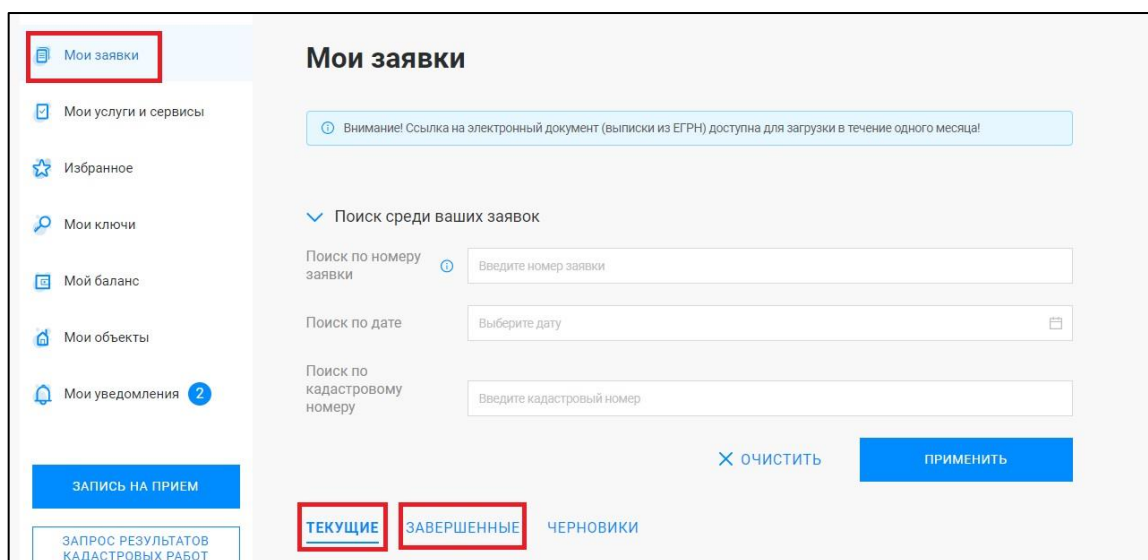 Мои заявки
Мои услуги и сервисы
Избранное
Мои ключи
Мой баланс
Мои объекты
Мои уведомления 2
ЗАПИСЬ НА ПРИЕМ
ЗАПРОС РЕЗУЛЬТАТОВ
КАДАСТРОВЫХ РАБОТ
Мои заявки
Внимание! Ссылка на электронный документ (выписки из ЕГРН) доступна для загрузки в течение одного месяца!
Поиск среди ваших заявок
Поиск по номеру
заявки
Введите номер заявки
Поиск по дате
Выберите дату
Поиск по
кадастровому
номеру
Введите кадастровый номер
ОЧИСТИТЬ
ПРИМЕНИТЬ
ТЕКУЩИЕ ЗАВЕРШЕННЫЕ ЧЕРНОВИКИ